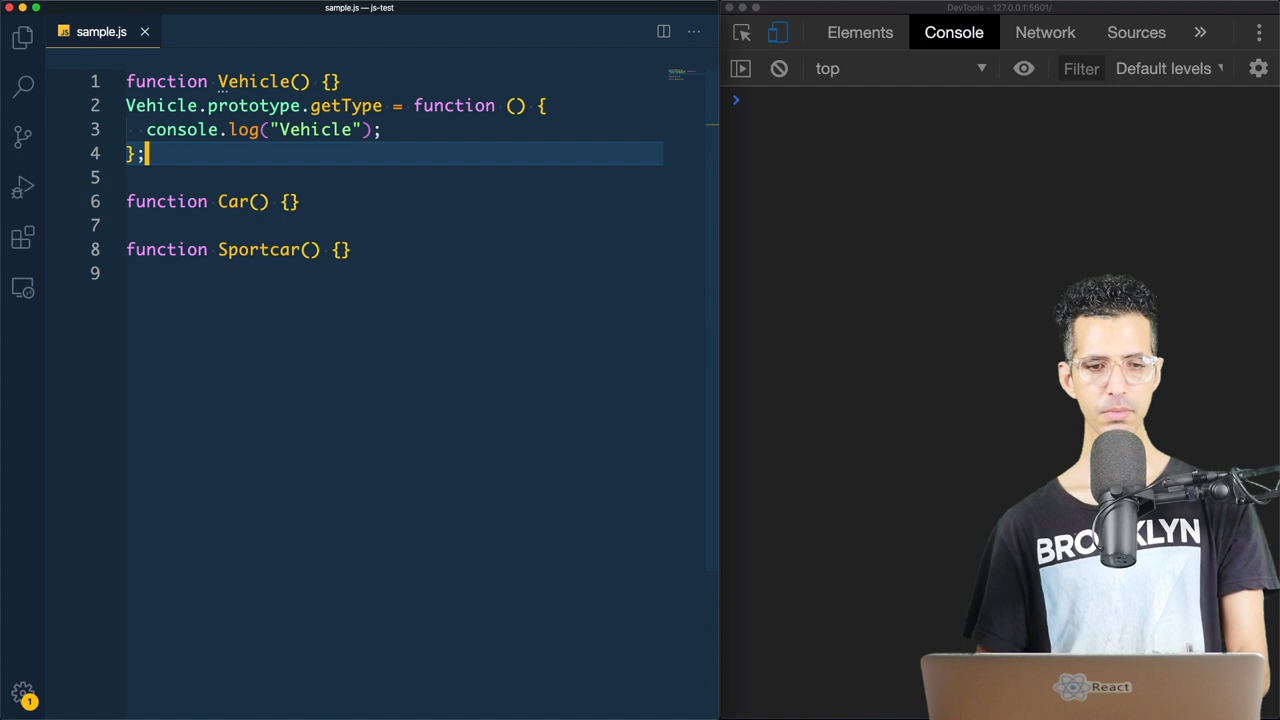 sample.js — js-test
DevTools - 127.0.0.1:5501/
JS sample.js
Elements Console Network Sources
top Filter Default levels
1 function Vehicle() {}
2 Vehicle.prototype.getType = function () {
3 console.log("Vehicle");
4 };
5
6 function Car() {}
7
8 function Sportcar() {}
9
BROOKLYN
React
1